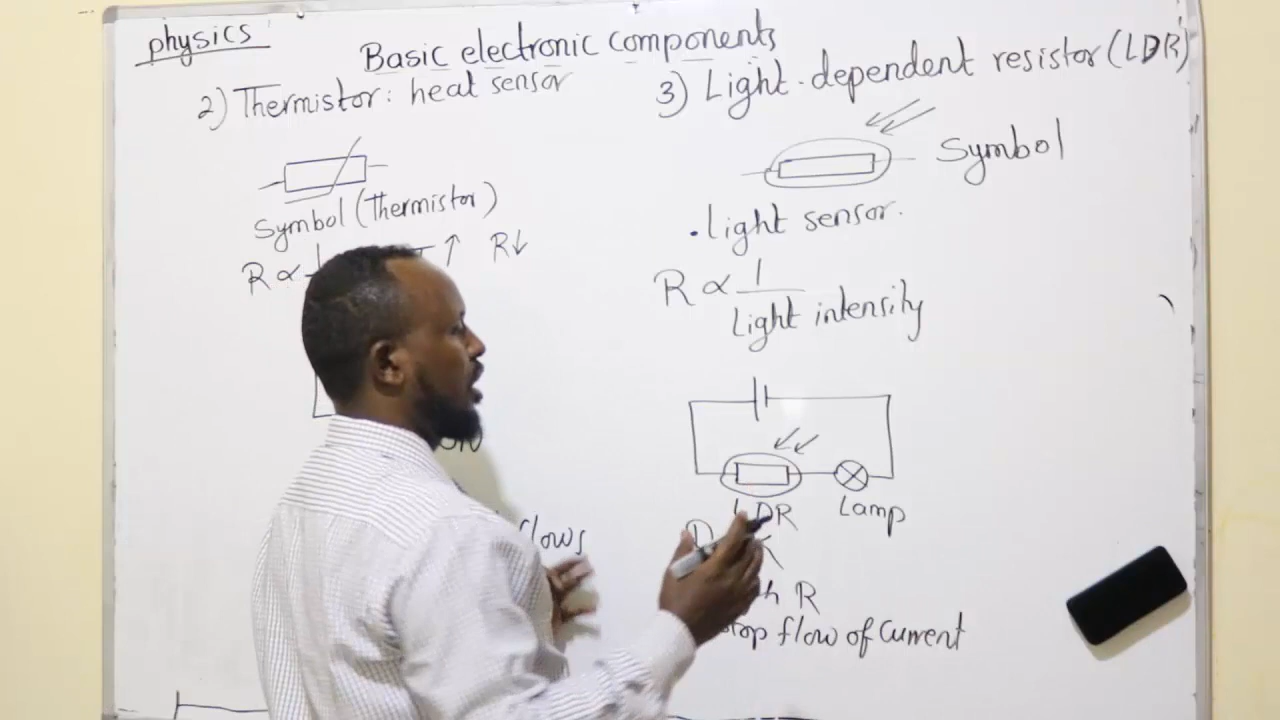 physics
Basic electronic components
2) Thermistor: heat sensor
Symbol (Thermistor)
R ∝ 1
↑ R↓
flows
3) Light-dependent resistor (LDR)
Symbol
. Light sensor.
R ∝ 1
Light intensity
LDR
Lamp
R
flow of Current